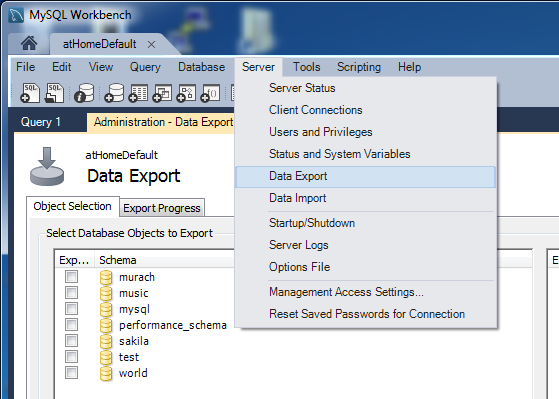 MySQL Workbench
atHomeDefault
File Edit View Query Database Server Tools Scripting Help
Server Status
Client Connections
Users and Privileges
Status and System Variables
Data Export
Data Import
Startup/Shutdown
Server Logs
Options File
Management Access Settings...
Reset Saved Passwords for Connection
SQL SQL
Query 1 Administration - Data Export
atHomeDefault
Data Export
Object Selection Export Progress
Select Database Objects to Export
Exp... Schema E
murach
music
mysql
performance_schema
sakila
test
world